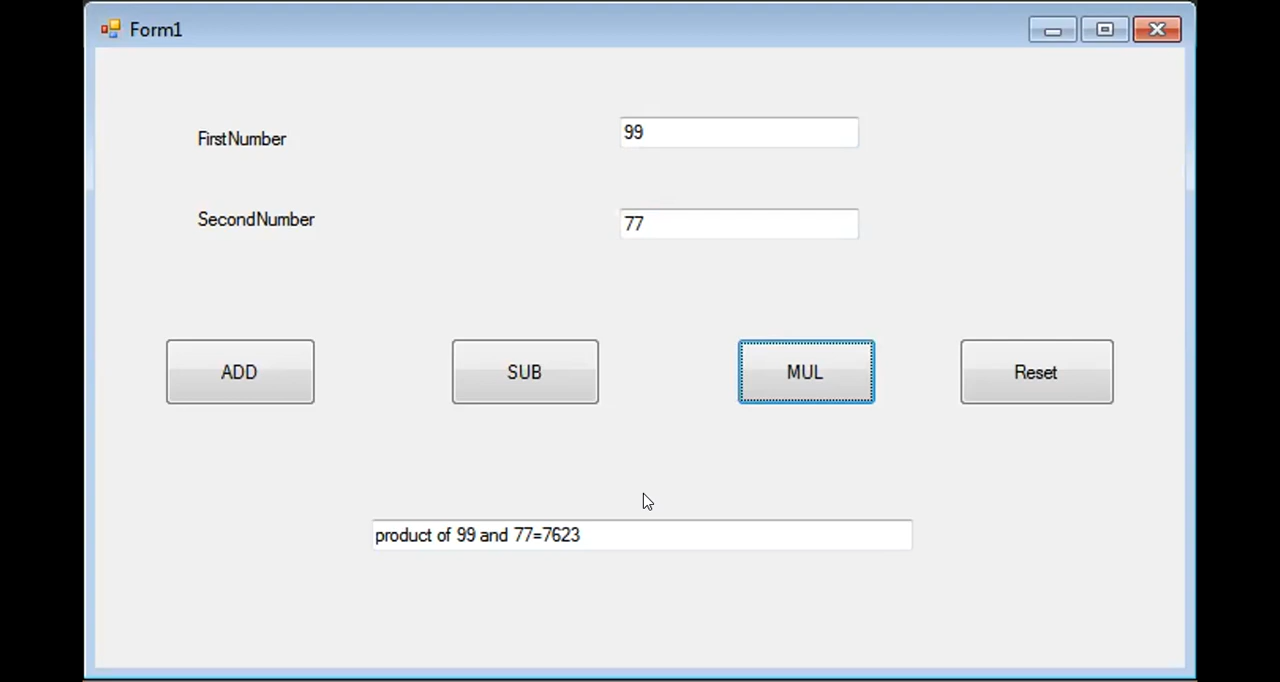 Form1
FirstNumber
99
SecondNumber
77
ADD
SUB
MUL
Reset
product of 99 and 77=7623